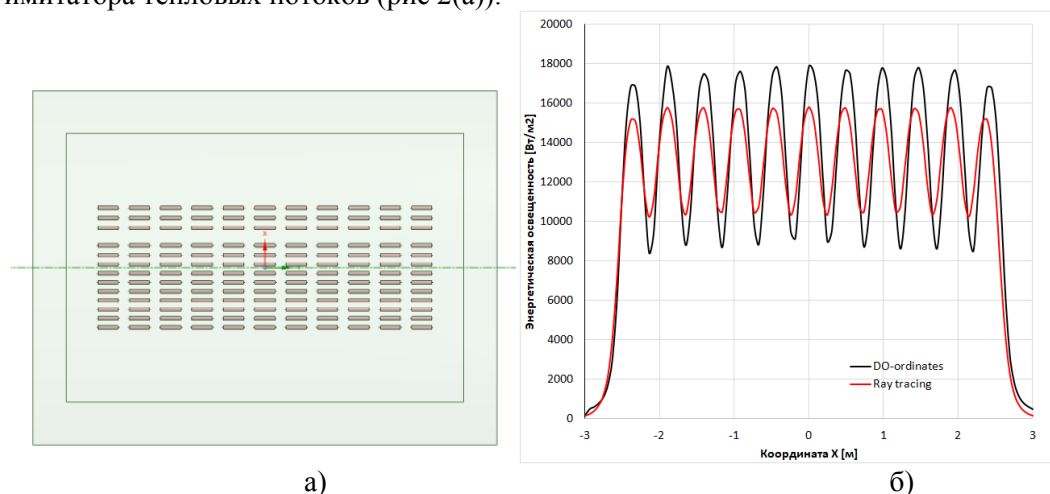 имитатора тепловых потоков (рис 2(а)).
20000
18000
16000
14000
12000
10000
8000
6000
4000
2000
0
Энергетическая освещенность [Вт/м2]
DO-ordinates
Ray tracing
-3 -2 -1 0 1 2 3
Координата X [м]
а) б)